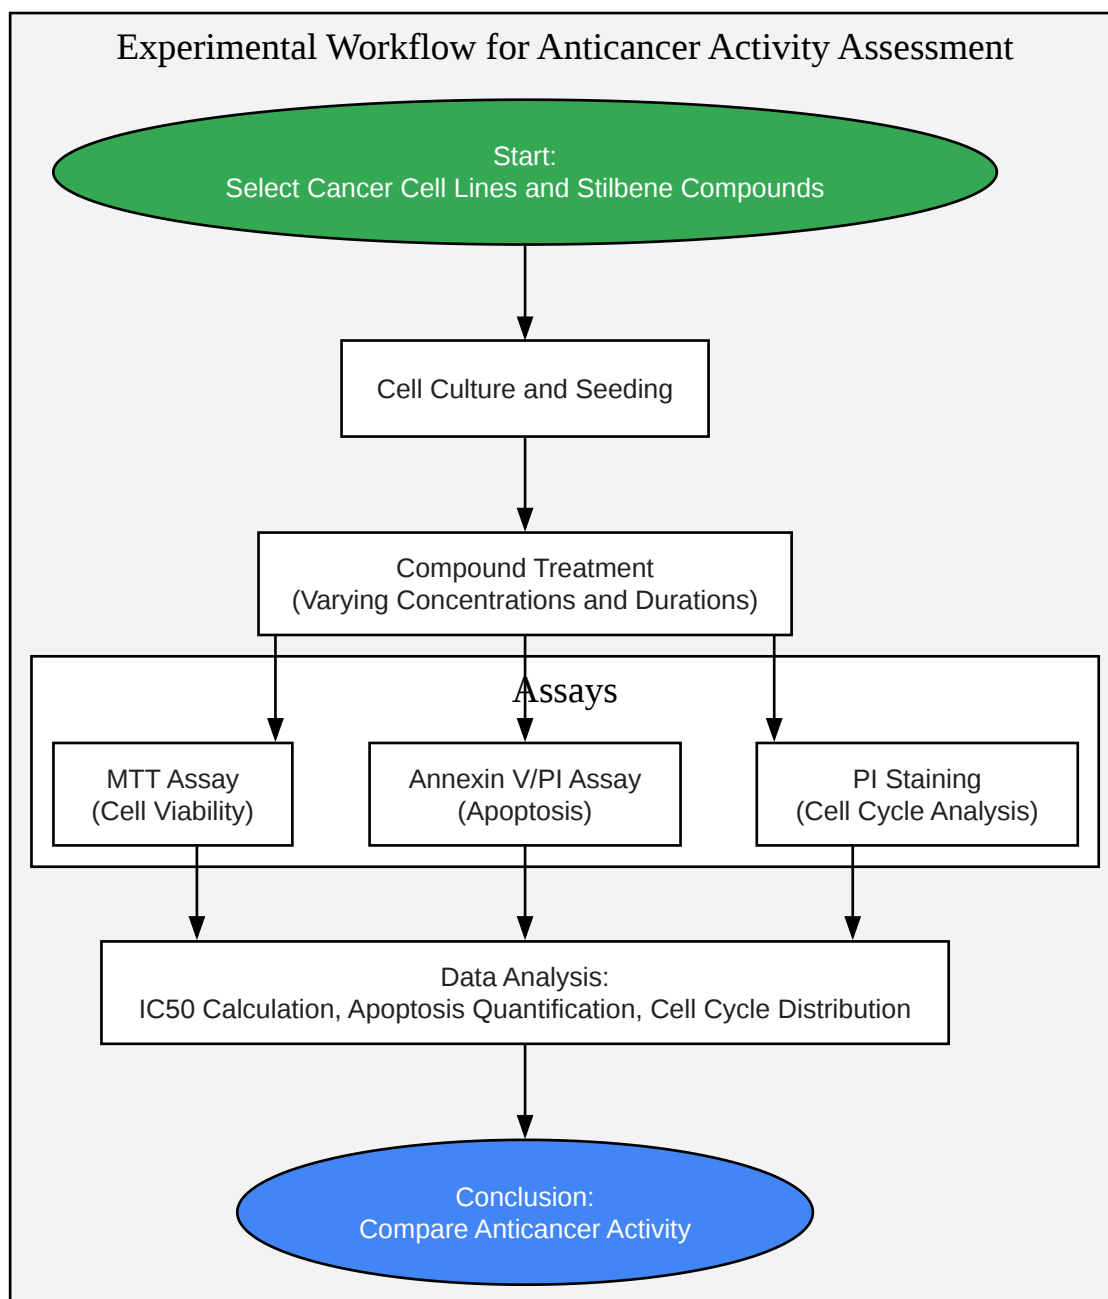 Experimental Workflow for Anticancer Activity Assessment
Start:
Select Cancer Cell Lines and Stilbene Compounds
Cell Culture and Seeding
Compound Treatment
(Varying Concentrations and Durations)
Assays
MTT Assay
(Cell Viability)
Annexin V/PI Assay
(Apoptosis)
PI Staining
(Cell Cycle Analysis)
Data Analysis:
IC50 Calculation, Apoptosis Quantification, Cell Cycle Distribution
Conclusion:
Compare Anticancer Activity